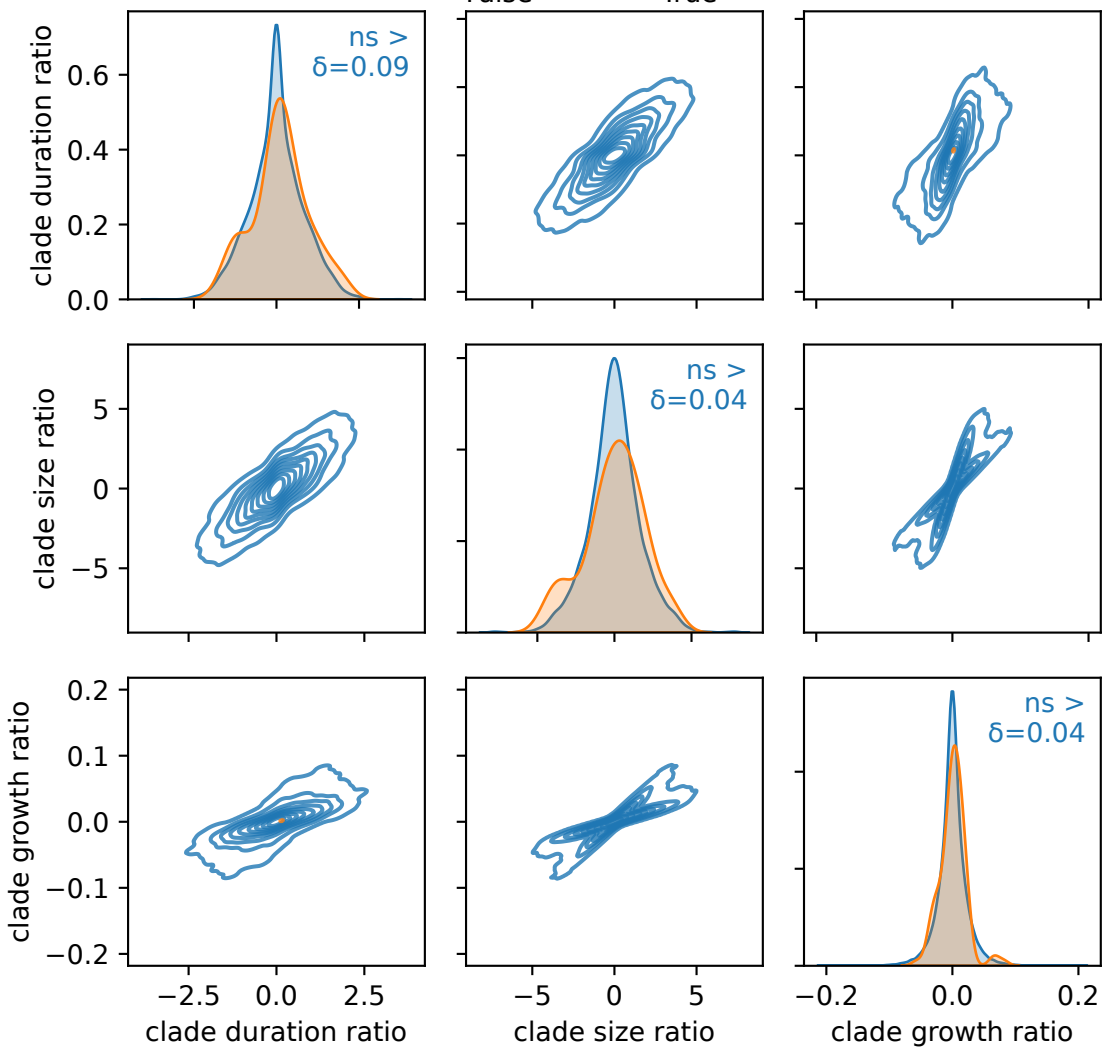 clade duration ratio
0.6
0.4
0.2
0.0
ns >
δ=0.09
clade size ratio
5
0
−5
ns >
δ=0.04
clade growth ratio
0.2
0.1
0.0
−0.1
−0.2
ns >
δ=0.04
−2.5 0.0 2.5
−5 0 5
−0.2 0.0 0.2
clade duration ratio
clade size ratio
clade growth ratio